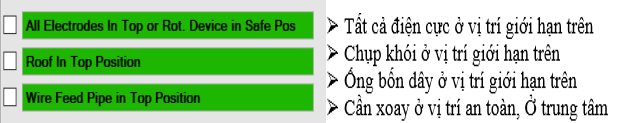 All Electrodes In Top or Rot. Device in Safe Pos
Roof In Top Position
Wire Feed Pipe in Top Position
➢ Tất cả điện cực ở vị trí giới hạn trên
➢ Chụp khói ở vị trí giới hạn trên
➢ Ống bốn dây ở vị trí giới hạn trên
➢ Cần xoay ở vị trí an toàn, Ở trung tâm